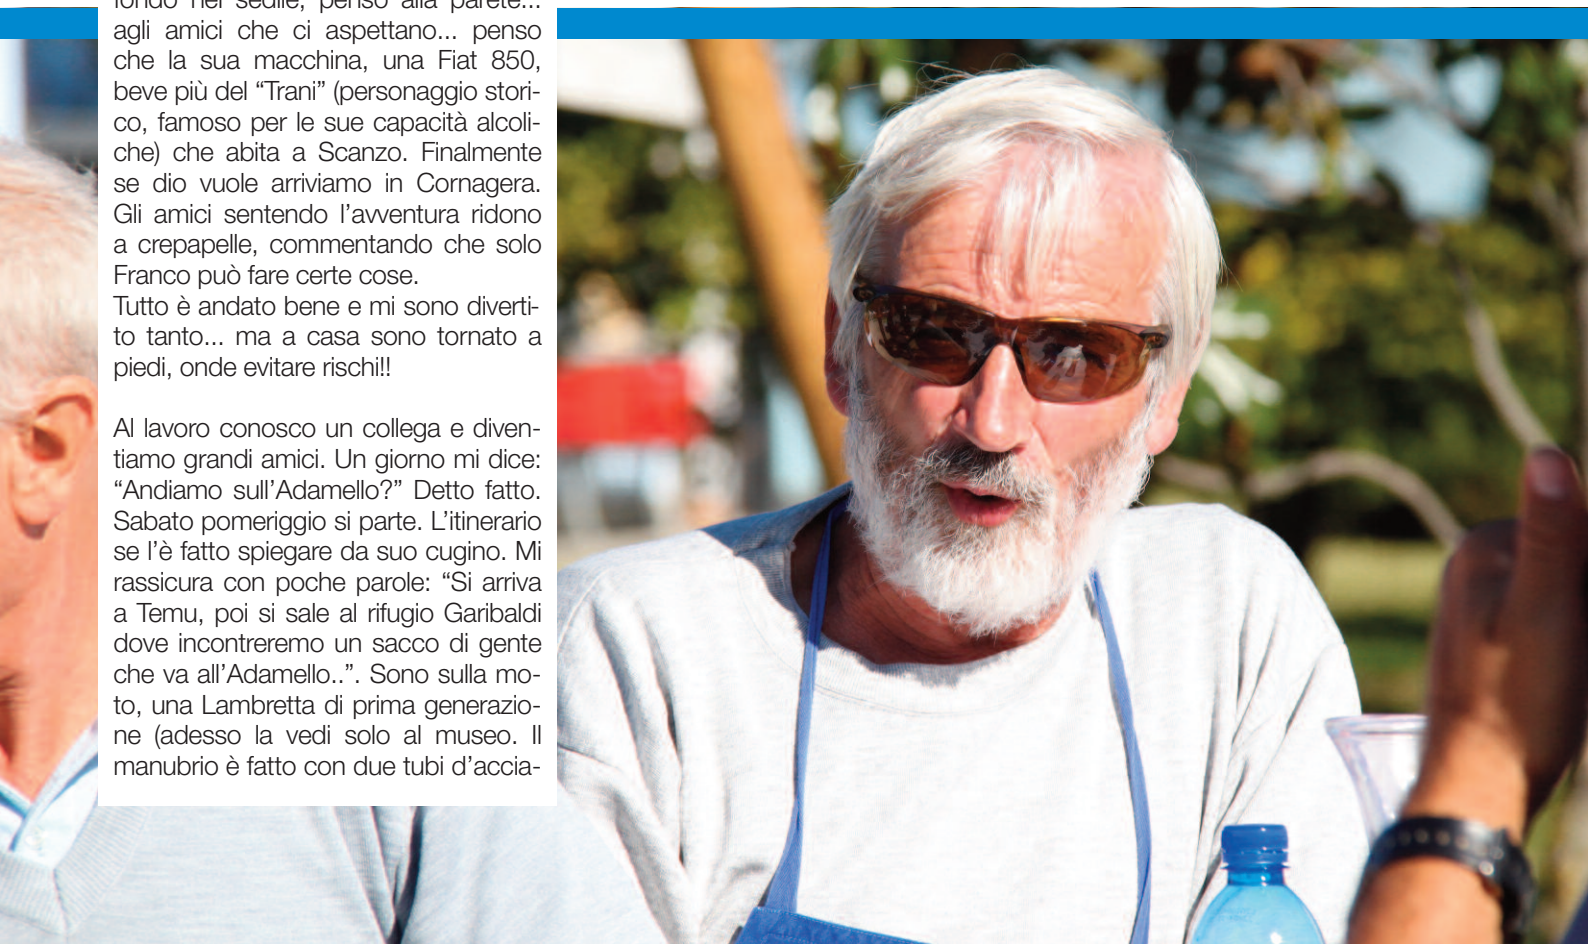 fondo nel sedile, penso alla parete...
agli amici che ci aspettano... penso
che la sua macchina, una Fiat 850,
beve più del “Trani” (personaggio stori-
co, famoso per le sue capacità alcoli-
che) che abita a Scanzo. Finalmente
se dio vuole arriviamo in Cornagera.
Gli amici sentendo l’avventura ridono
a crepapelle, commentando che solo
Franco può fare certe cose.
Tutto è andato bene e mi sono diverti-
to tanto... ma a casa sono tornato a
piedi, onde evitare rischi!!
Al lavoro conosco un collega e diven-
tiamo grandi amici. Un giorno mi dice:
“Andiamo sull’Adamello?” Detto fatto.
Sabato pomeriggio si parte. L’itinerario
se l’è fatto spiegare da suo cugino. Mi
rassicura con poche parole: “Si arriva
a Temu, poi si sale al rifugio Garibaldi
dove incontreremo un sacco di gente
che va all’Adamello..”. Sono sulla mo-
to, una Lambretta di prima generazio-
ne (adesso la vedi solo al museo. Il
manubrio è fatto con due tubi d’accia-